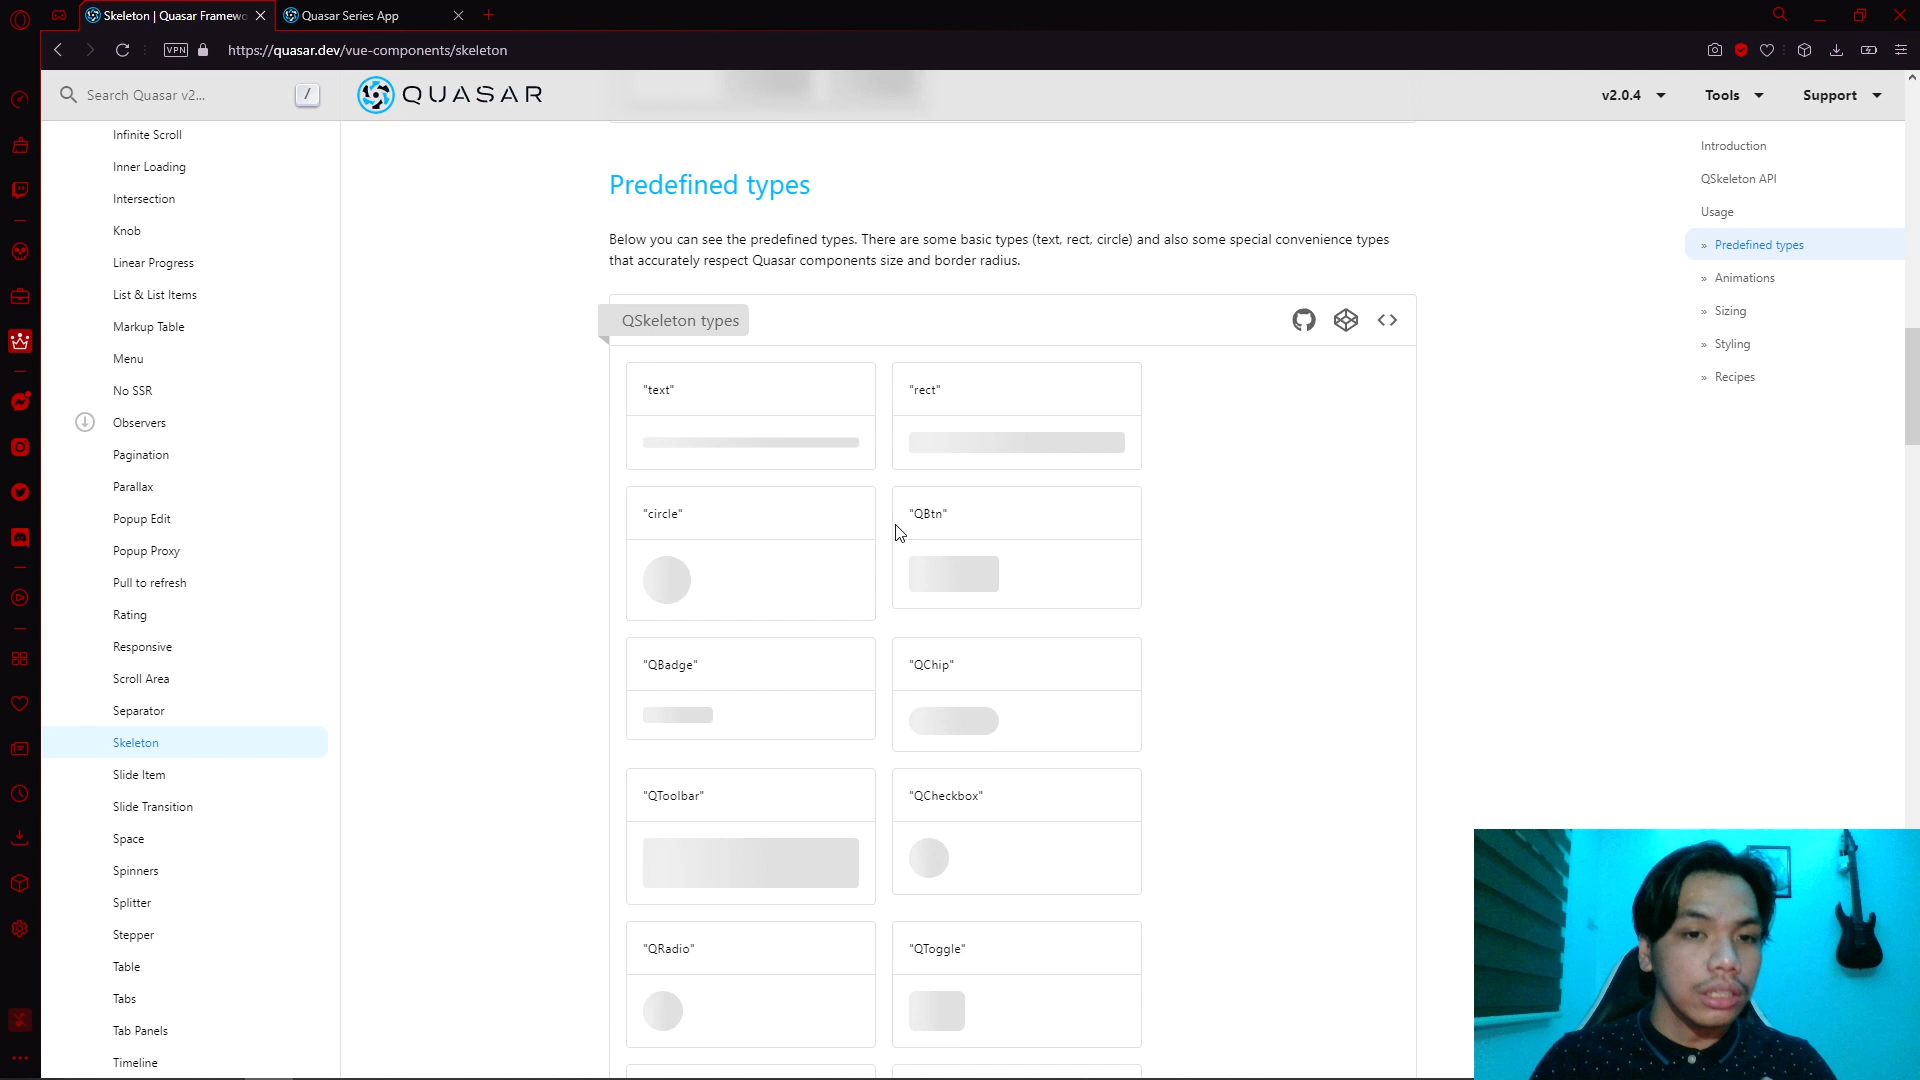 Skeleton | Quasar Framewo
Quasar Series App
VPN
https://quasar.dev/vue-components/skeleton
Search Quasar v2...
/
QUASAR
v2.0.4
Tools
Support
Infinite Scroll
Inner Loading
Intersection
Knob
Linear Progress
List & List Items
Markup Table
Menu
No SSR
Observers
Pagination
Parallax
Popup Edit
Popup Proxy
Pull to refresh
Rating
Responsive
Scroll Area
Separator
Skeleton
Slide Item
Slide Transition
Space
Spinners
Splitter
Stepper
Table
Tabs
Tab Panels
Timeline
Predefined types
Below you can see the predefined types. There are some basic types (text, rect, circle) and also some special convenience types
that accurately respect Quasar components size and border radius.
QSkeleton types
"text"
"rect"
"circle"
"QBtn"
"QBadge"
"QChip"
"QToolbar"
"QCheckbox"
"QRadio"
"QToggle"
Introduction
QSkeleton API
Usage
» Predefined types
» Animations
» Sizing
» Styling
» Recipes